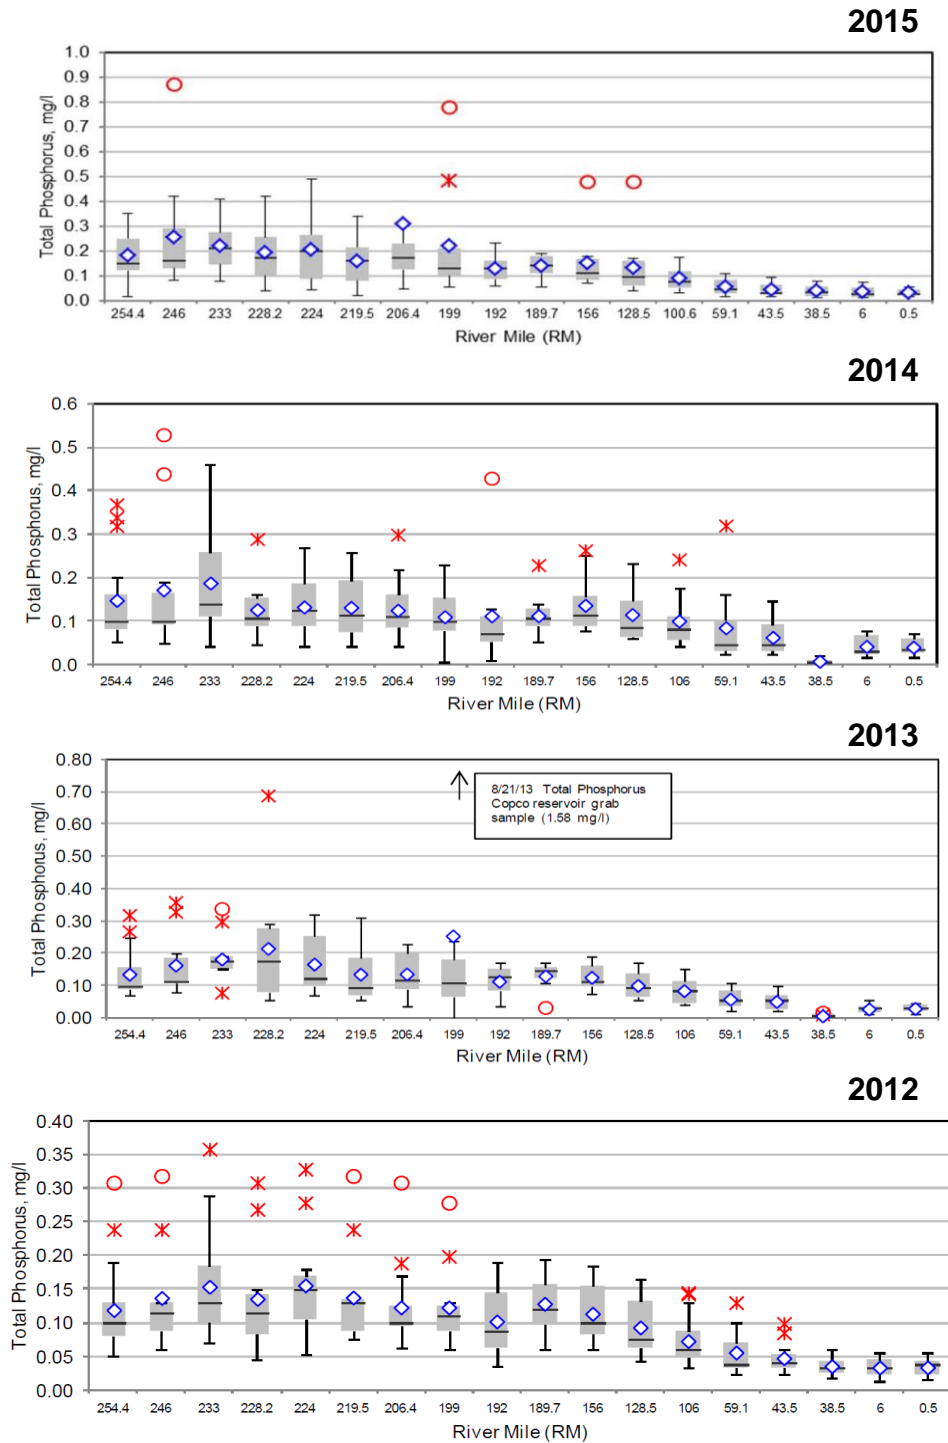 2015
Total Phosphorus, mg/l
1.0
0.9
0.8
0.7
0.6
0.5
0.4
0.3
0.2
0.1
0.0
254.4 246 233 228.2 224 219.5 206.4 199 192 189.7 156 128.5 100.6 59.1 43.5 38.5 6 0.5
River Mile (RM)
2014
Total Phosphorus, mg/l
0.6
0.5
0.4
0.3
0.2
0.1
0.0
254.4 246 233 228.2 224 219.5 206.4 199 192 189.7 156 128.5 106 59.1 43.5 38.5 6 0.5
River Mile (RM)
2013
Total Phosphorus, mg/l
0.80
0.70
0.60
0.50
0.40
0.30
0.20
0.10
0.00
8/21/13 Total Phosphorus
Copco reservoir grab
sample (1.58 mg/l)
254.4 246 233 228.2 224 219.5 206.4 199 192 189.7 156 128.5 106 59.1 43.5 38.5 6 0.5
River Mile (RM)
2012
Total Phosphorus, mg/l
0.40
0.35
0.30
0.25
0.20
0.15
0.10
0.05
0.00
254.4 246 233 228.2 224 219.5 206.4 199 192 189.7 156 128.5 106 59.1 43.5 38.5 6 0.5
River Mile (RM)